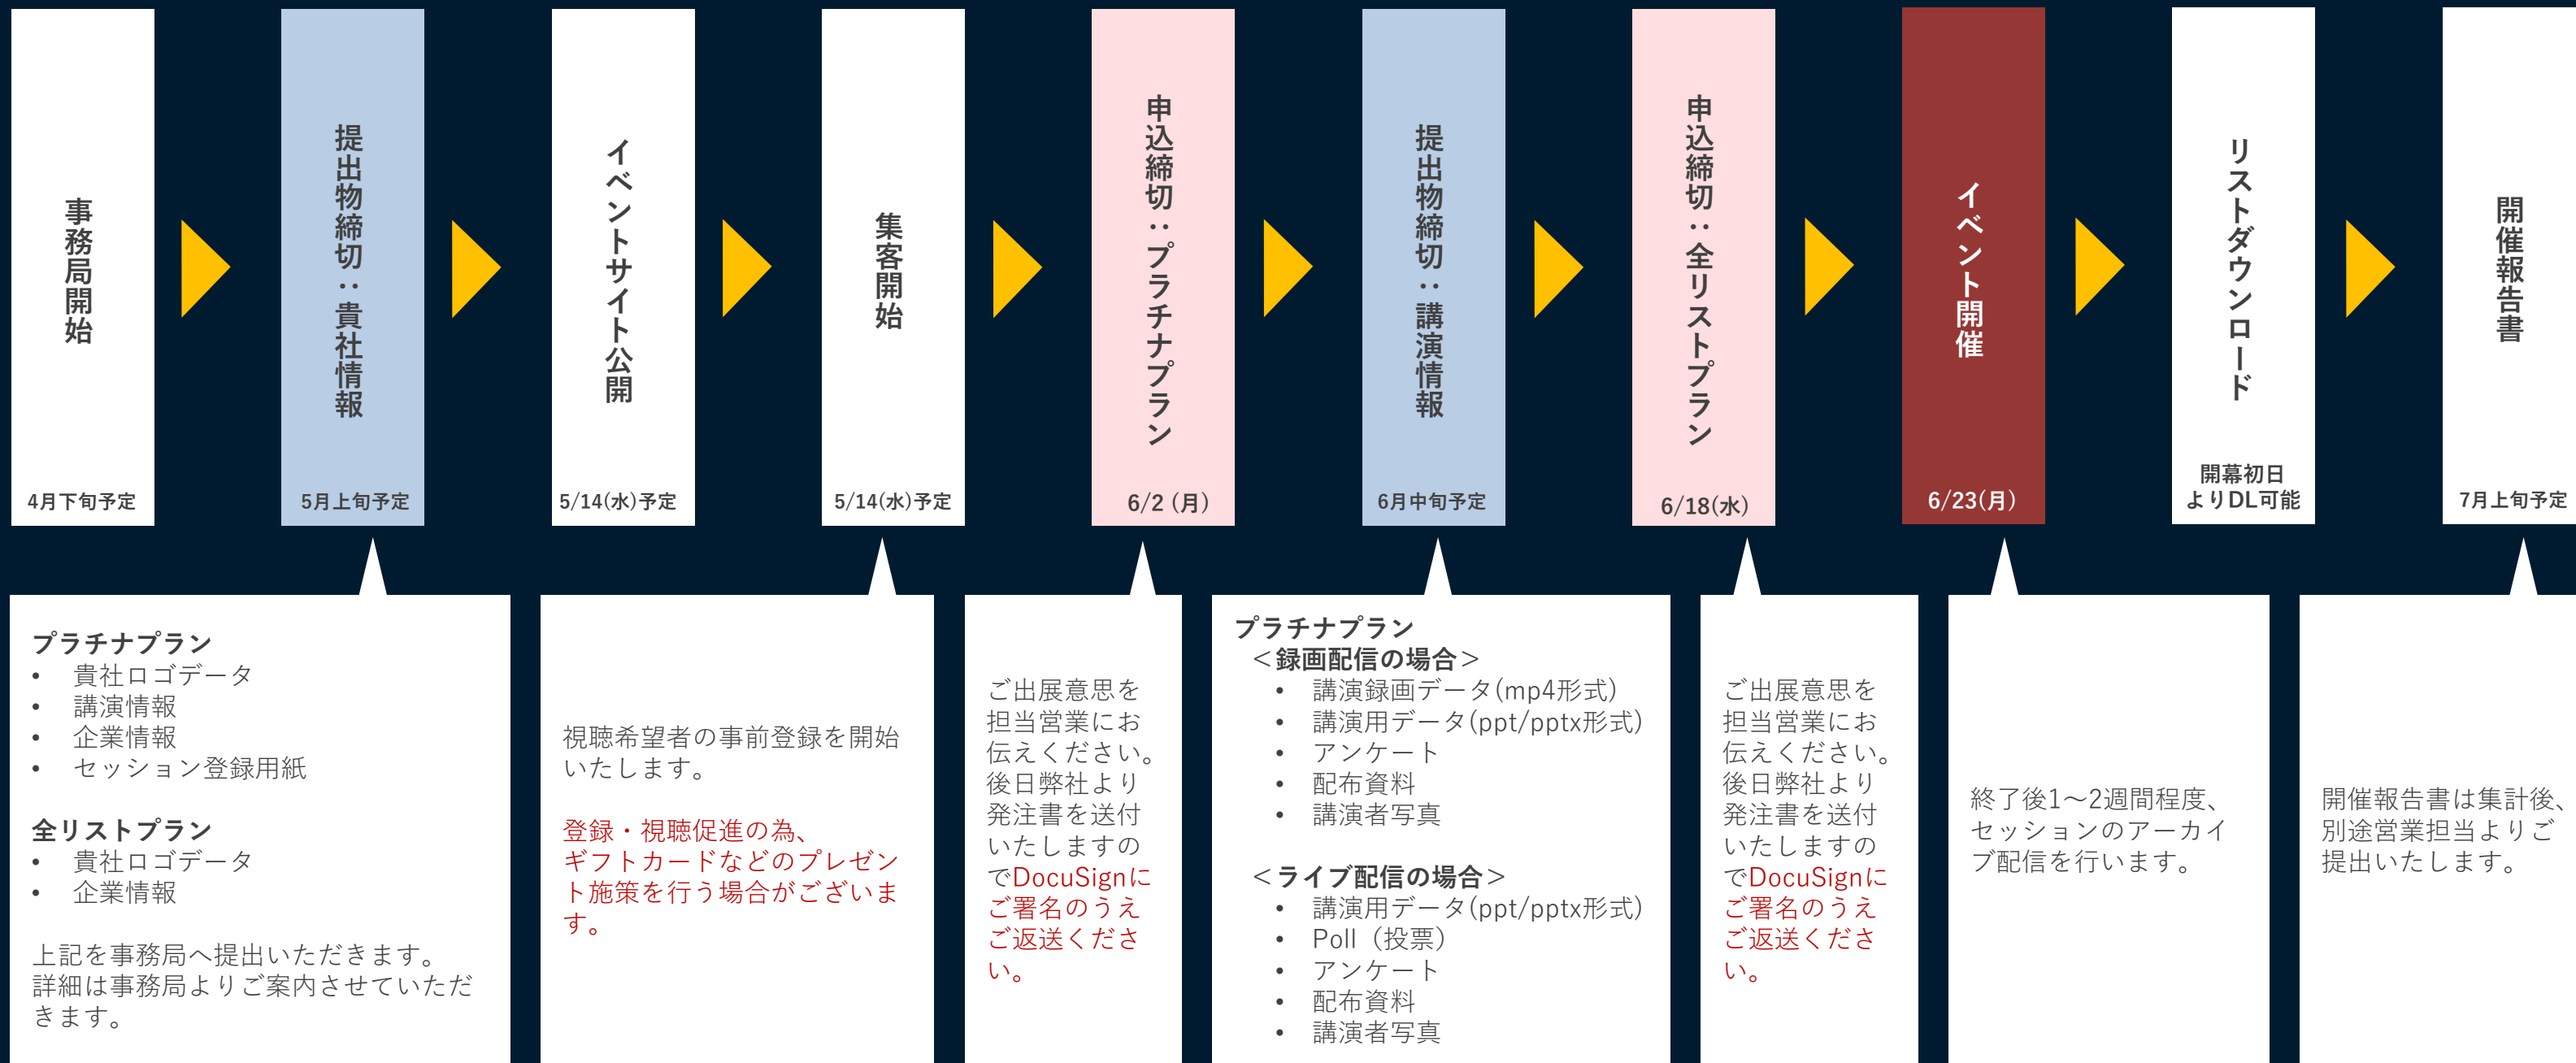 事務局開始
4月下旬予定
提出物締切：貴社情報
5月上旬予定
イベントサイト公開
5/14(水)予定
集客開始
5/14(水)予定
申込締切：プラチナプラン
6/2 (月)
提出物締切：講演情報
6月中旬予定
申込締切：全リストプラン
6/18(水)
イベント開催
6/23(月)
リストダウンロード
開幕初日
よりDL可能
開催報告書
7月上旬予定
プラチナプラン
• 貴社ロゴデータ
• 講演情報
• 企業情報
• セッション登録用紙
全リストプラン
• 貴社ロゴデータ
• 企業情報
上記を事務局へ提出いただきます。
詳細は事務局よりご案内させていただ
きます。
視聴希望者の事前登録を開始
いたします。
登録・視聴促進の為、
ギフトカードなどのプレゼン
ト施策を行う場合がございま
す。
ご出展意思を
担当営業にお
伝えください。
後日弊社より
発注書を送付
いたしますの
でDocuSignに
ご署名のうえ
ご返送くださ
い。
プラチナプラン
＜録画配信の場合＞
• 講演録画データ(mp4形式)
• 講演用データ(ppt/pptx形式)
• アンケート
• 配布資料
• 講演者写真
＜ライブ配信の場合＞
• 講演用データ(ppt/pptx形式)
• Poll（投票）
• アンケート
• 配布資料
• 講演者写真
ご出展意思を
担当営業にお
伝えください。
後日弊社より
発注書を送付
いたしますの
でDocuSignに
ご署名のうえ
ご返送くださ
い。
終了後1～2週間程度、
セッションのアーカイ
ブ配信を行います。
開催報告書は集計後、
別途営業担当よりご
提出いたします。